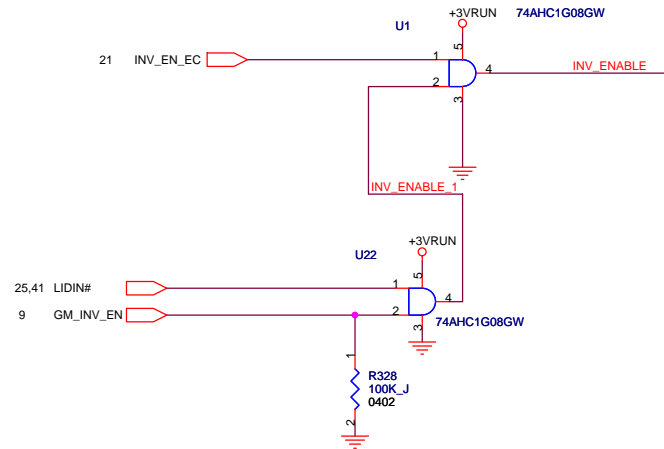 +3VRUN
74AHC1G08GW
U1
5
21
INV_EN_EC
1
4
INV_ENABLE
2
3
INV_ENABLE_1
+3VRUN
U22
5
25,41
LIDIN#
1
4
9
GM_INV_EN
2
74AHC1G08GW
3
1
R328
100K_J
0402
2